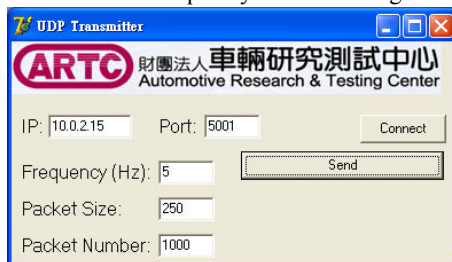 UDP Transmitter
ARTC 財團法人車輛研究測試中心
Automotive Research & Testing Center
IP: 10.0.2.15 Port: 5001 Connect
Frequency (Hz): 5 Send
Packet Size: 250
Packet Number: 1000